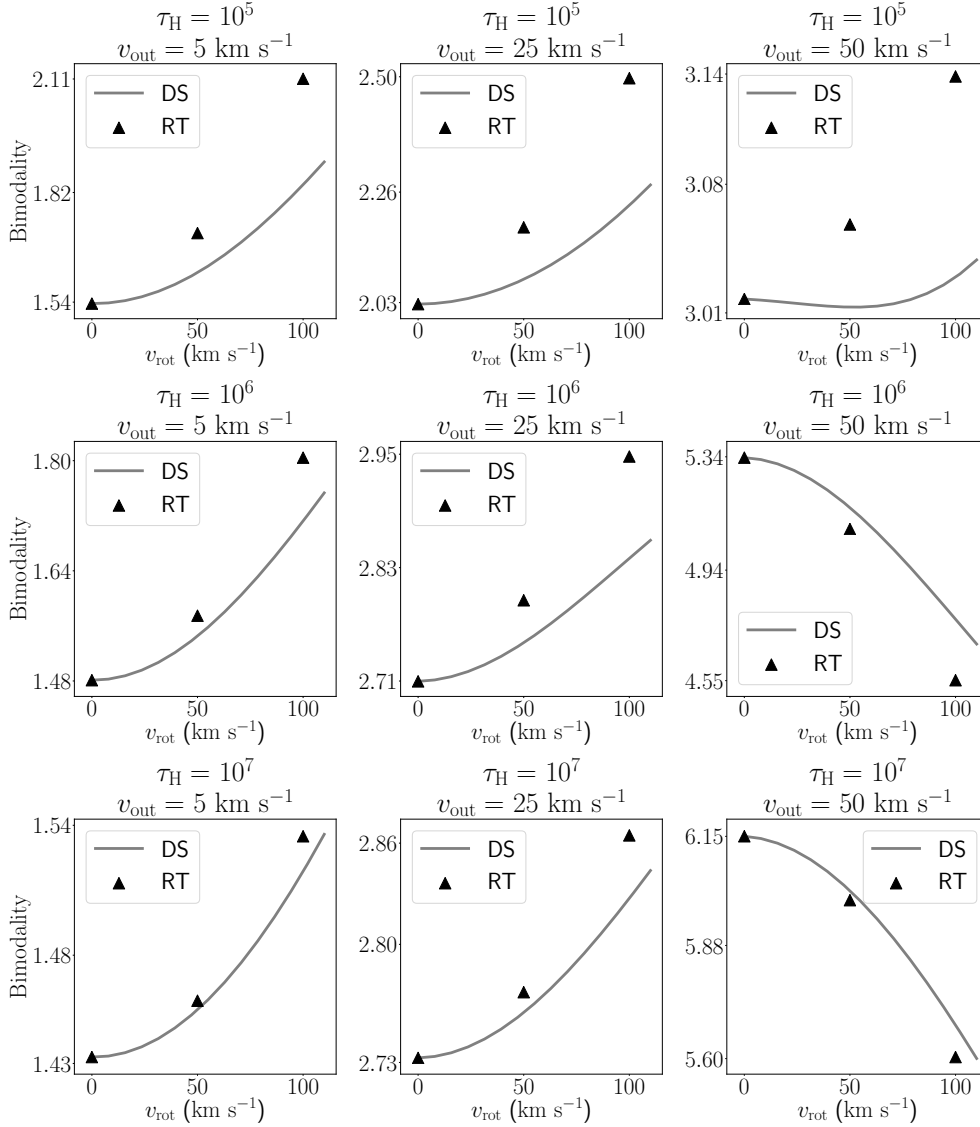 τ_H = 10^5
v_out = 5 km s^−1
τ_H = 10^5
v_out = 25 km s^−1
τ_H = 10^5
v_out = 50 km s^−1
Bimodality
2.11
1.82
1.54
DS
RT
0 50 100
v_rot (km s^−1)
2.50
2.26
2.03
DS
RT
0 50 100
v_rot (km s^−1)
3.14
3.08
3.01
DS
RT
0 50 100
v_rot (km s^−1)
τ_H = 10^6
v_out = 5 km s^−1
τ_H = 10^6
v_out = 25 km s^−1
τ_H = 10^6
v_out = 50 km s^−1
Bimodality
1.80
1.64
1.48
DS
RT
0 50 100
v_rot (km s^−1)
2.95
2.83
2.71
DS
RT
0 50 100
v_rot (km s^−1)
5.34
4.94
4.55
DS
RT
0 50 100
v_rot (km s^−1)
τ_H = 10^7
v_out = 5 km s^−1
τ_H = 10^7
v_out = 25 km s^−1
τ_H = 10^7
v_out = 50 km s^−1
Bimodality
1.54
1.48
1.43
DS
RT
0 50 100
v_rot (km s^−1)
2.86
2.80
2.73
DS
RT
0 50 100
v_rot (km s^−1)
6.15
5.88
5.60
DS
RT
0 50 100
v_rot (km s^−1)